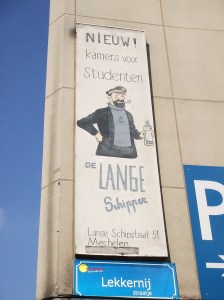 NIEUW!
kamers voor
studenten
DE
LANGE
Schipper
Lange Schipstraat 51
Mechelen
P
Lekkernij